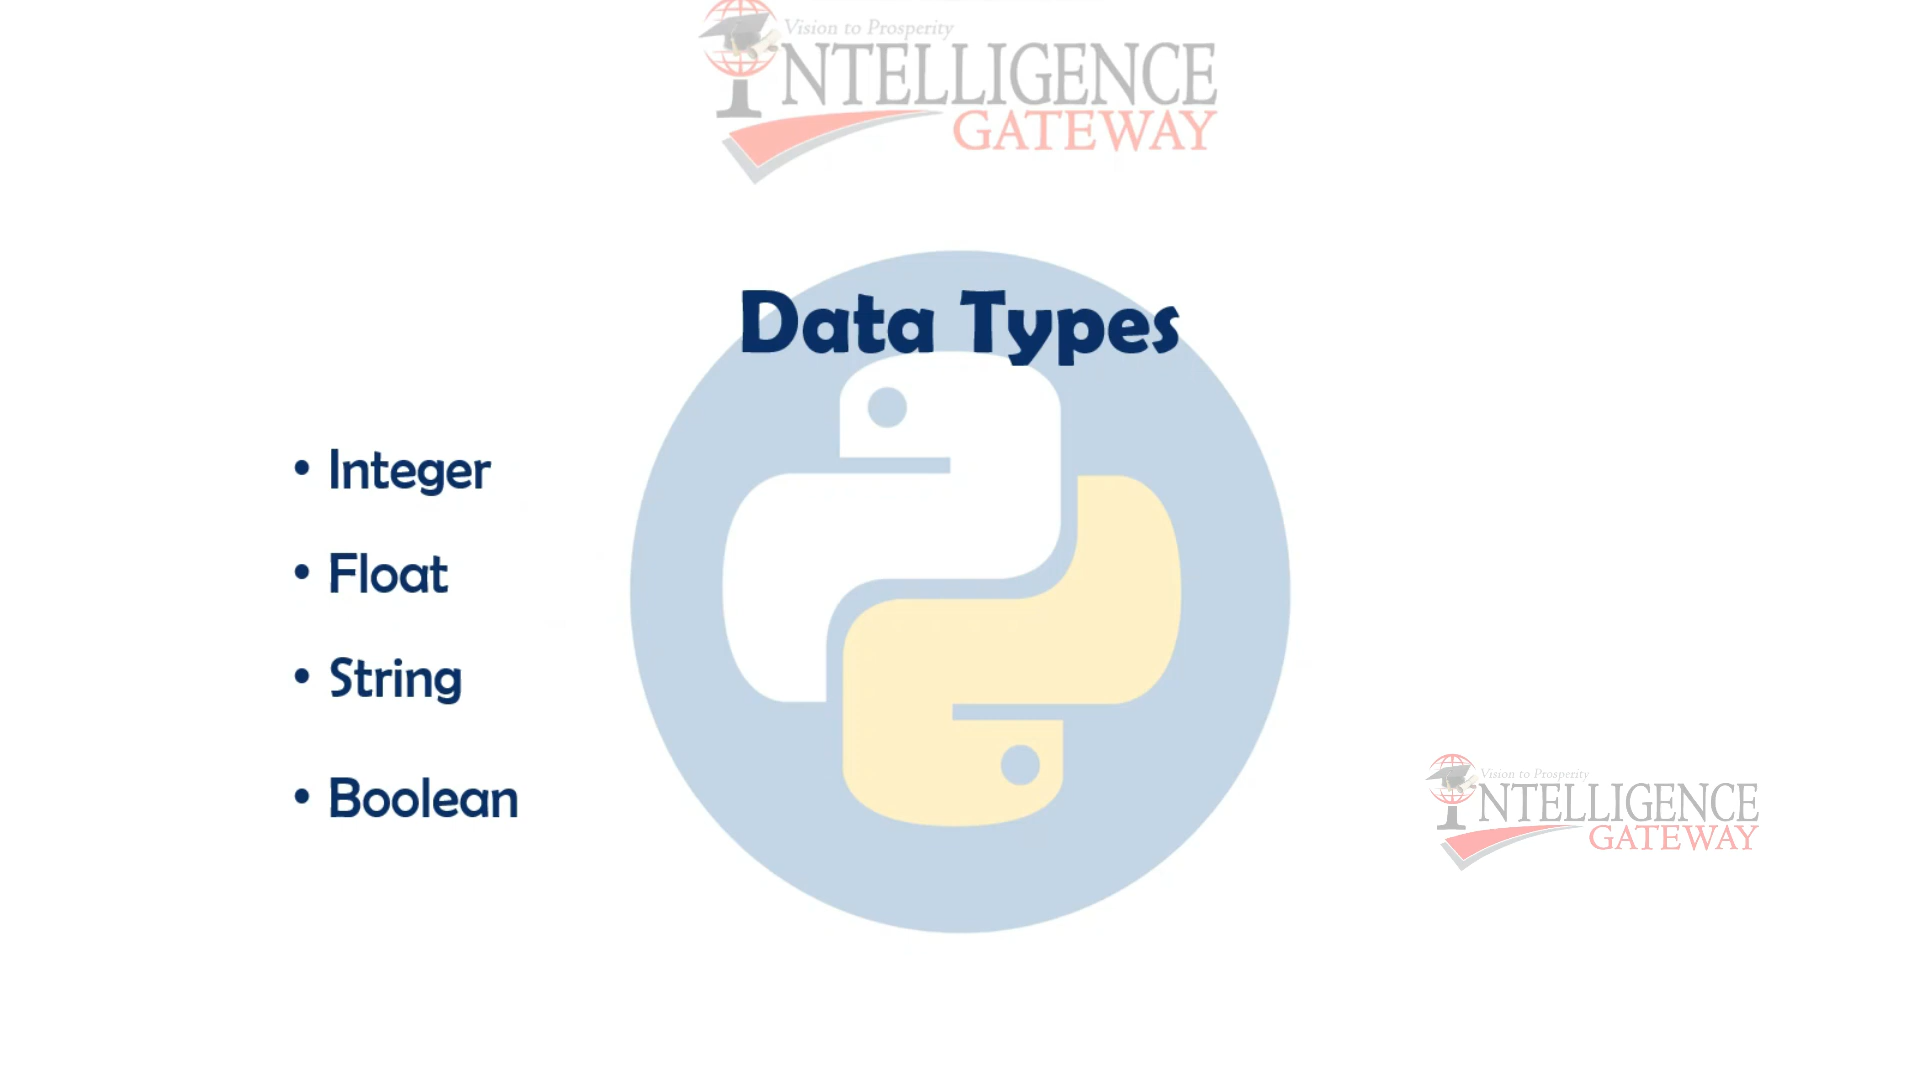 Vision to Prosperity
INTELLIGENCE
GATEWAY
Data Types
• Integer
• Float
• String
• Boolean
Vision to Prosperity
INTELLIGENCE
GATEWAY